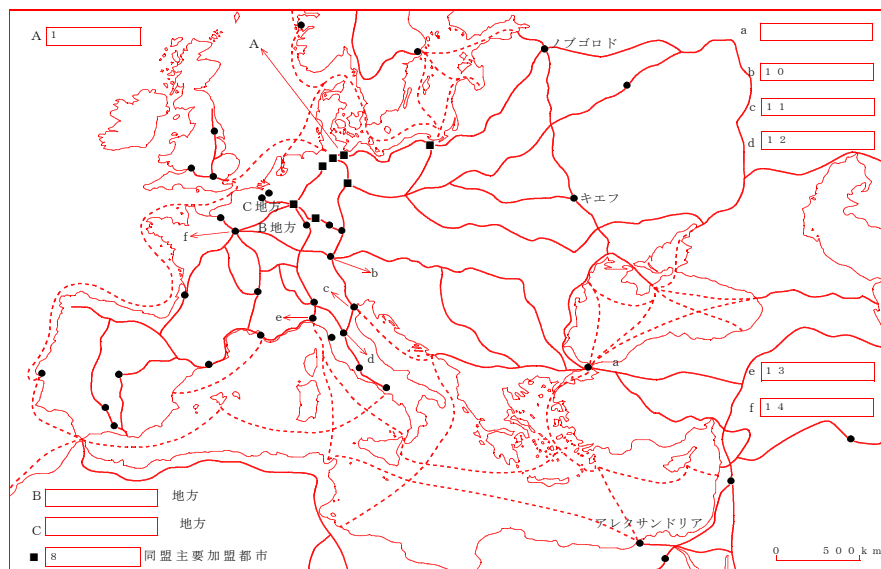 A 1
A
ノブゴロド
a
b 10
c 11
d 12
C地方
B地方
キエフ
f
b
c
e
d
a
e 13
f 14
B 地方
C 地方
アレクサンドリア
■ 8 同盟主要加盟都市
0 500km